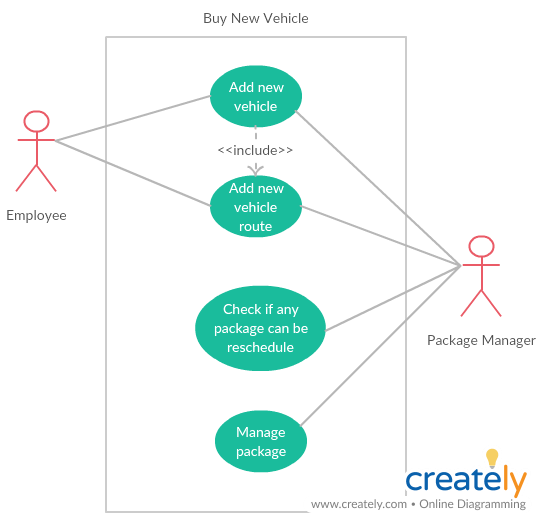 Buy New Vehicle
Add new
vehicle
<<include>>
Add new
vehicle
route
Employee
Check if any
package can be
reschedule
Package Manager
Manage
package
creately
www.creately.com • Online Diagramming